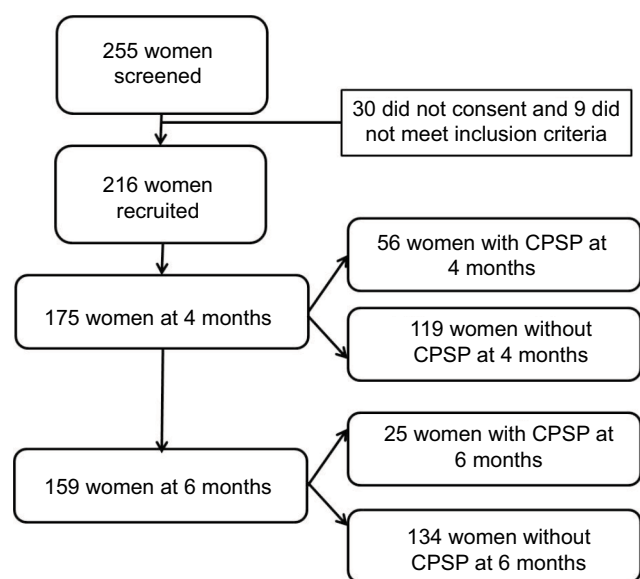 255 women
screened
30 did not consent and 9 did
not meet inclusion criteria
216 women
recruited
56 women with CPSP at
4 months
175 women at 4 months
119 women without
CPSP at 4 months
25 women with CPSP at
6 months
159 women at 6 months
134 women without
CPSP at 6 months